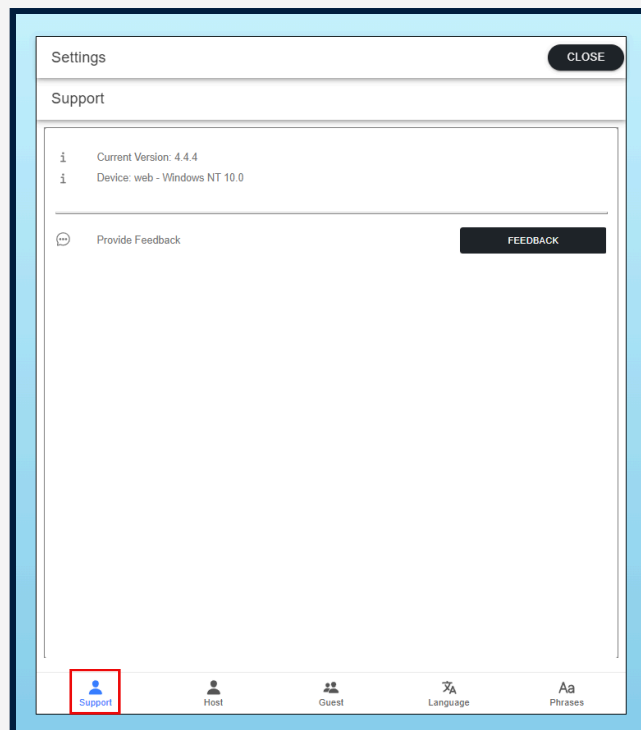 Settings
CLOSE
Support
i Current Version: 4.4.4
i Device: web - Windows NT 10.0
Provide Feedback
FEEDBACK
Support
Host
Guest
Language
Aa
Phrases